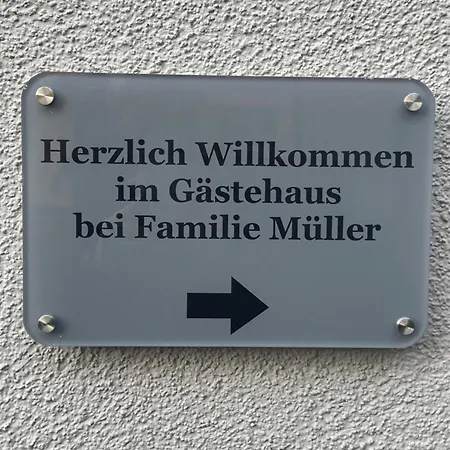 Herzlich Willkommen
im Gästehaus
bei Familie Müller